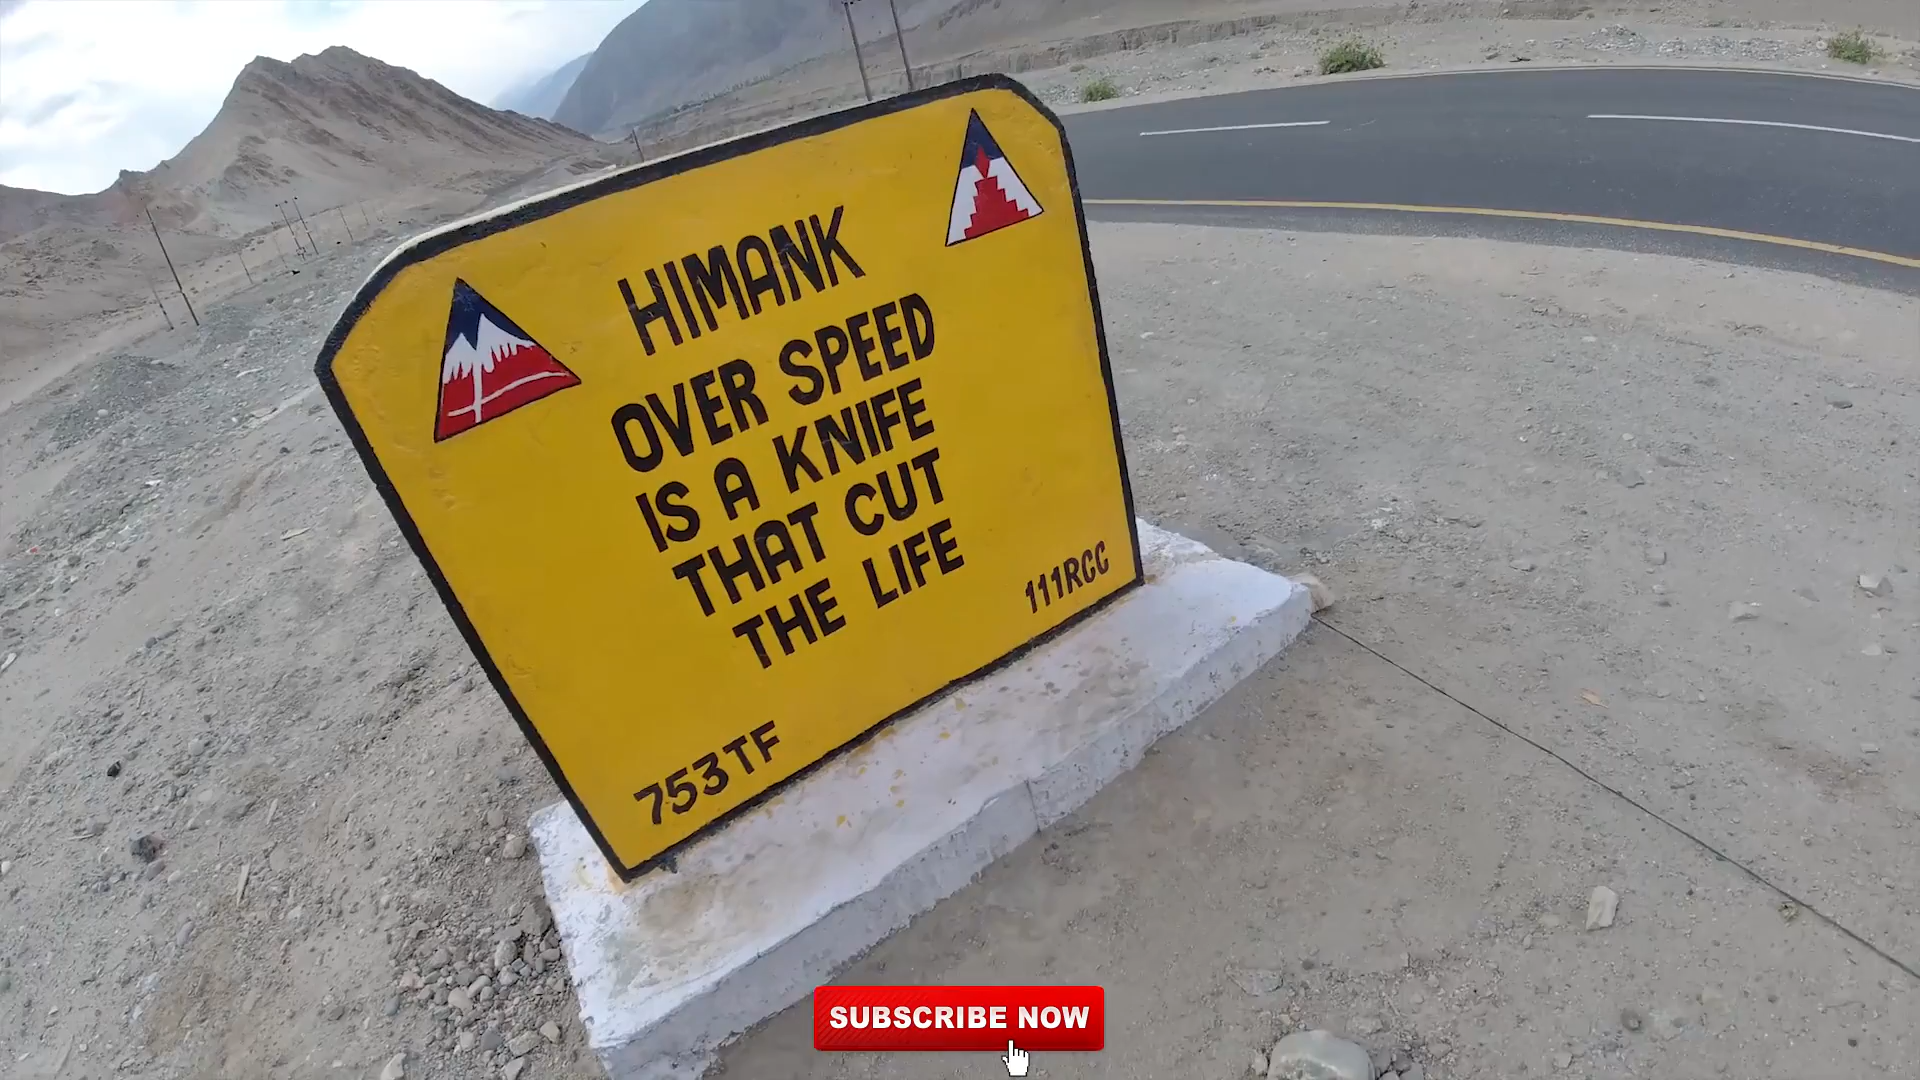 HIMANK
OVER SPEED
IS A KNIFE
THAT CUT
THE LIFE
111RCC
753TF
SUBSCRIBE NOW